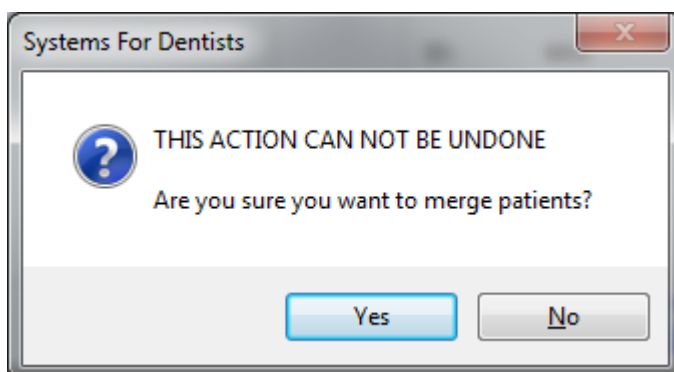 Systems For Dentists
THIS ACTION CAN NOT BE UNDONE
Are you sure you want to merge patients?
Yes
No